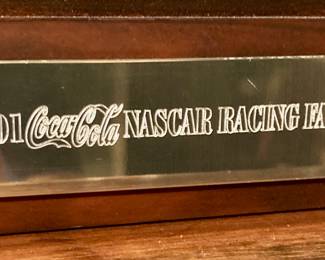 01 Coca-Cola NASCAR RACING FA